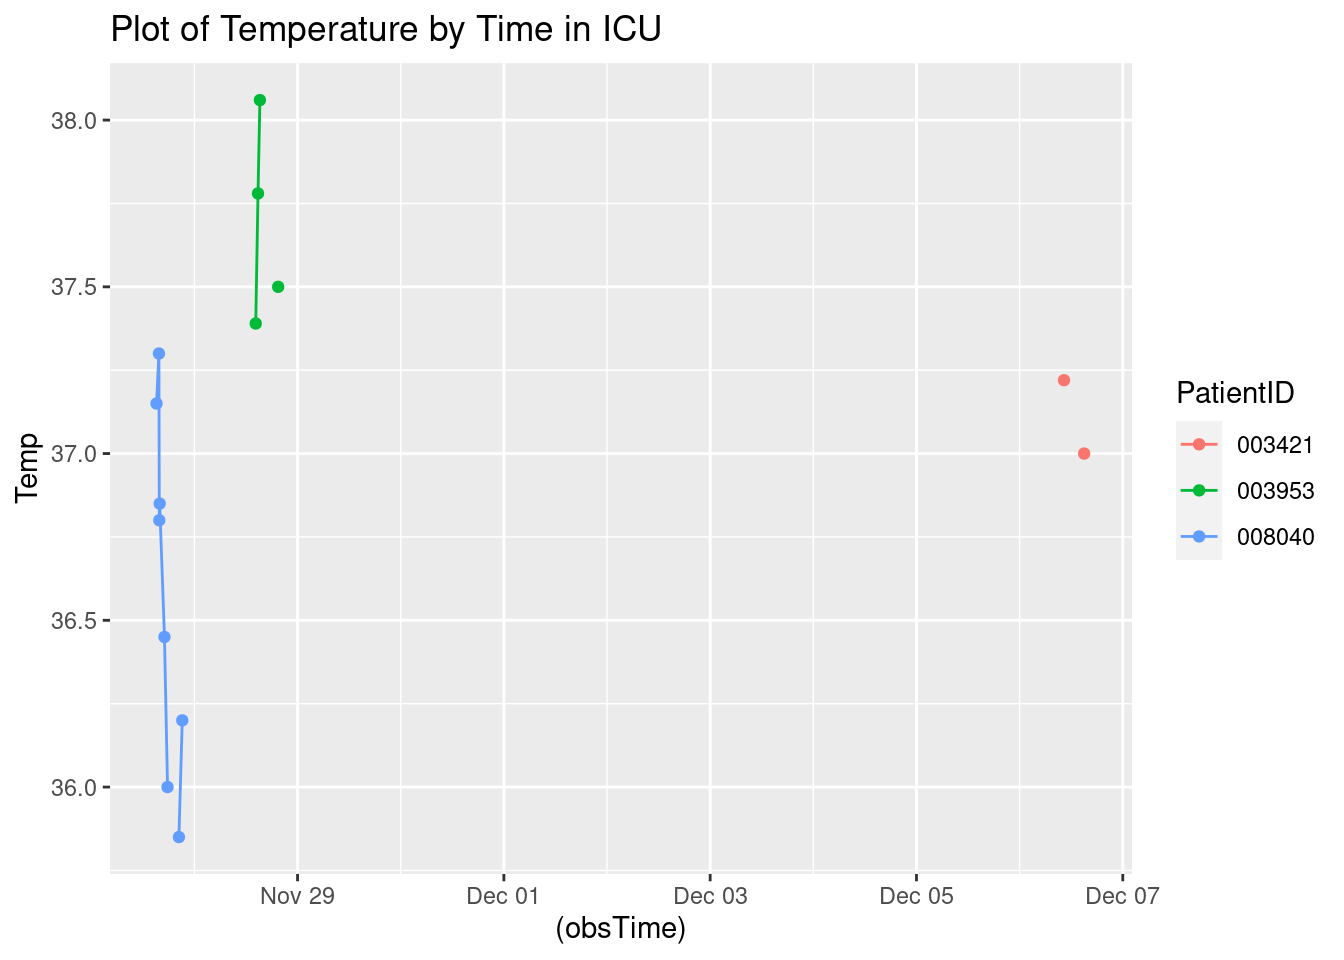 Plot of Temperature by Time in ICU
38.0
37.5
37.0
36.5
36.0
Temp
Nov 29
Dec 01
Dec 03
Dec 05
Dec 07
(obsTime)
PatientID
003421
003953
008040